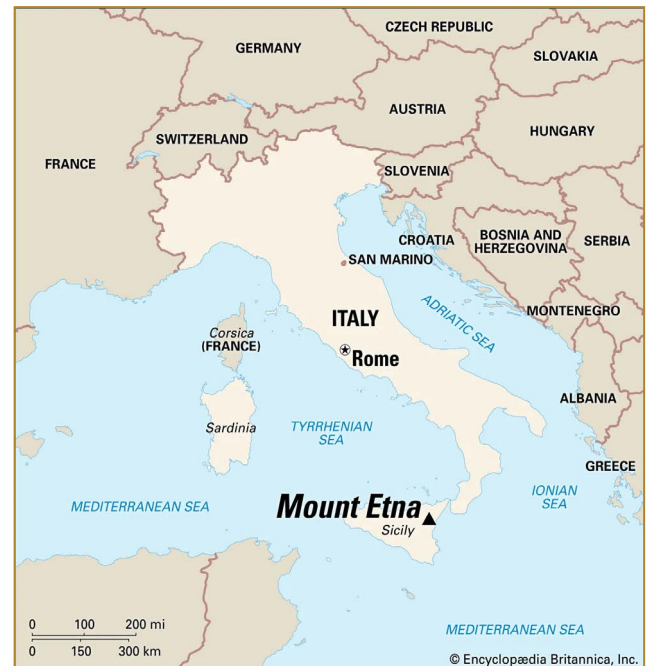 CZECH REPUBLIC
GERMANY
SLOVAKIA
AUSTRIA
HUNGARY
SWITZERLAND
FRANCE
SLOVENIA
CROATIA
BOSNIA AND
HERZEGOVINA
SERBIA
SAN MARINO
ADRIATIC SEA
MONTENEGRO
ITALY
Corsica
(FRANCE)
Rome
ALBANIA
Sardinia
TYRRHENIAN
SEA
GREECE
IONIAN
SEA
MEDITERRANEAN SEA
Mount Etna
Sicily
0 100 200 mi
0 150 300 km
MEDITERRANEAN SEA
© Encyclopædia Britannica, Inc.